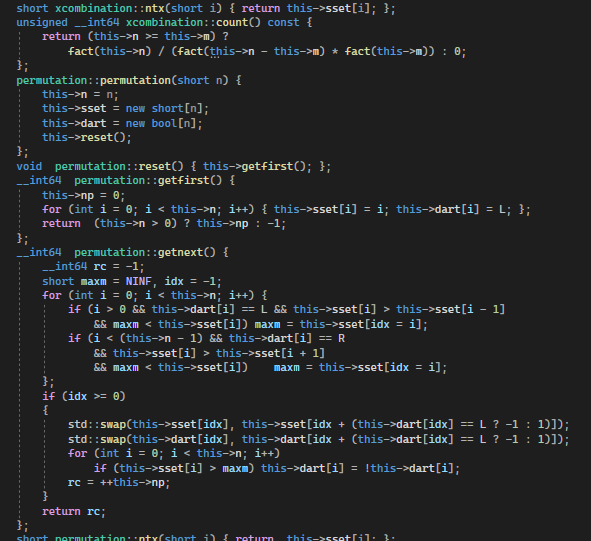 short xcombination::ntx(short i) { return this->sset[i]; };
unsigned __int64 xcombination::count() const {
    return (this->n >= this->m) ?
        fact(this->n) / (fact(this->n - this->m) * fact(this->m)) : 0;
};
permutation::permutation(short n) {
    this->n = n;
    this->sset = new short[n];
    this->dart = new bool[n];
    this->reset();
};
void  permutation::reset() { this->getfirst(); };
__int64  permutation::getfirst() {
    this->np = 0;
    for (int i = 0; i < this->n; i++) { this->sset[i] = i; this->dart[i] = L; };
    return  (this->n > 0) ? this->np : -1;
};
__int64  permutation::getnext() {
    __int64 rc = -1;
    short maxm = NINF, idx = -1;
    for (int i = 0; i < this->n; i++) {
        if (i > 0 && this->dart[i] == L && this->sset[i] > this->sset[i - 1]
            && maxm < this->sset[i]) maxm = this->sset[idx = i];
        if (i < (this->n - 1) && this->dart[i] == R
            && this->sset[i] > this->sset[i + 1]
            && maxm < this->sset[i])    maxm = this->sset[idx = i];
    };
    if (idx >= 0)
    {
        std::swap(this->sset[idx], this->sset[idx + (this->dart[idx] == L ? -1 : 1)]);
        std::swap(this->dart[idx], this->dart[idx + (this->dart[idx] == L ? -1 : 1)]);
        for (int i = 0; i < this->n; i++)
            if (this->sset[i] > maxm) this->dart[i] = !this->dart[i];
        rc = ++this->np;
    }
    return rc;
};
short permutation::ntx(short i) { return  this->sset[i]; };